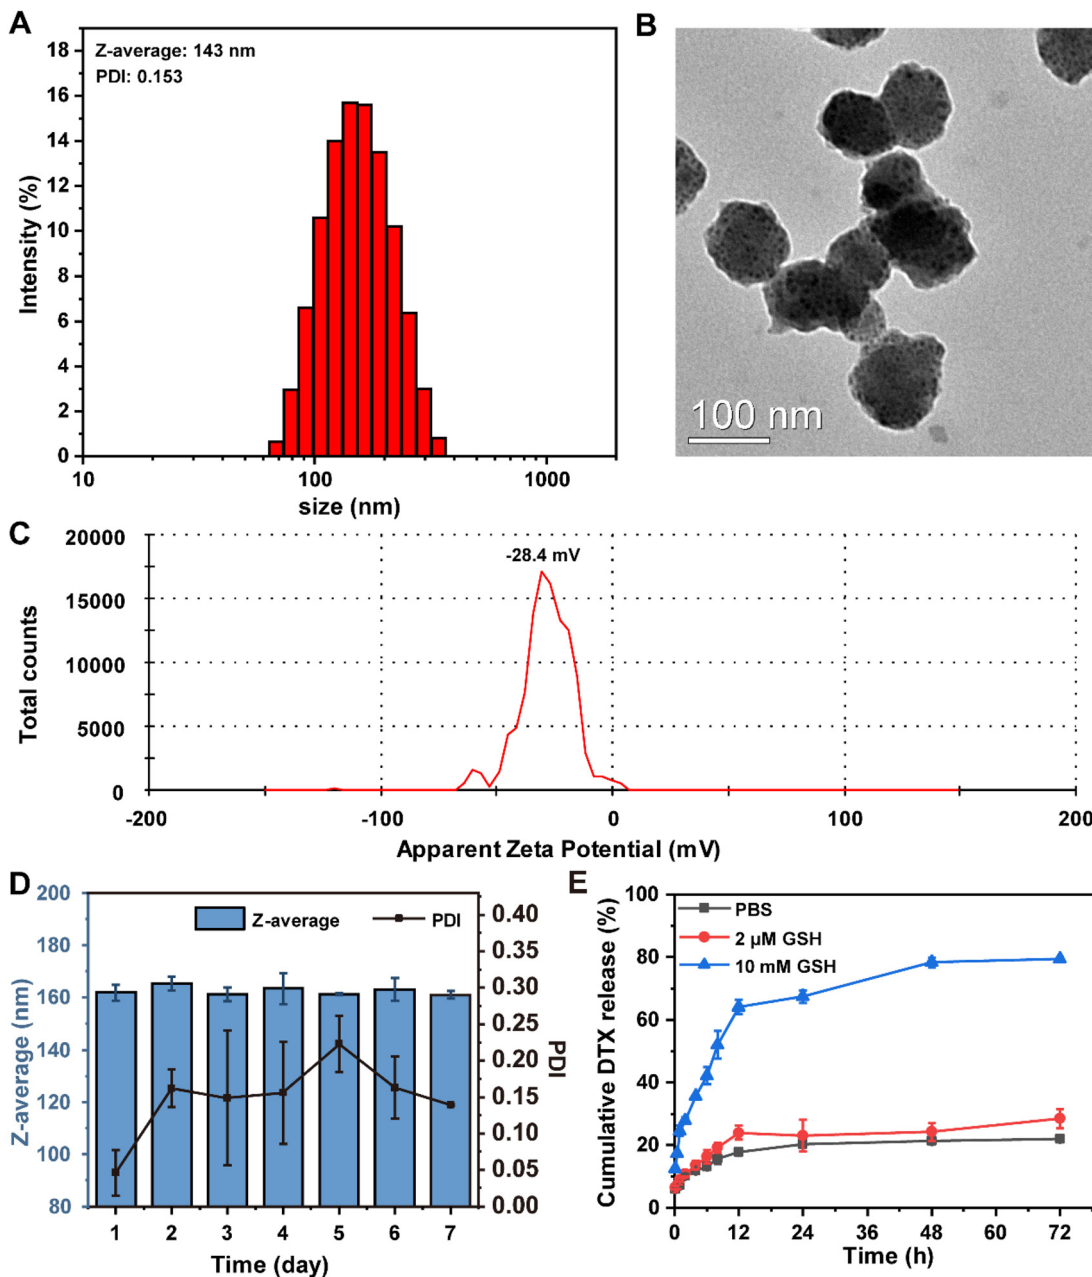 A
Z-average: 143 nm
PDI: 0.153
Intensity (%)
18
16
14
12
10
8
6
4
2
0
10
100
1000
size (nm)
B
100 nm
C
Total counts
20000
15000
10000
5000
0
-28.4 mV
-200
-100
0
100
200
Apparent Zeta Potential (mV)
D
Z-average (nm)
200
180
160
140
120
100
80
Z-average
PDI
0.40
0.35
0.30
0.25
0.20
0.15
0.10
0.05
0.00
PDI
1 2 3 4 5 6 7
Time (day)
E
Cumulative DTX release (%)
100
80
60
40
20
0
PBS
2 µM GSH
10 mM GSH
0 12 24 36 48 60 72
Time (h)